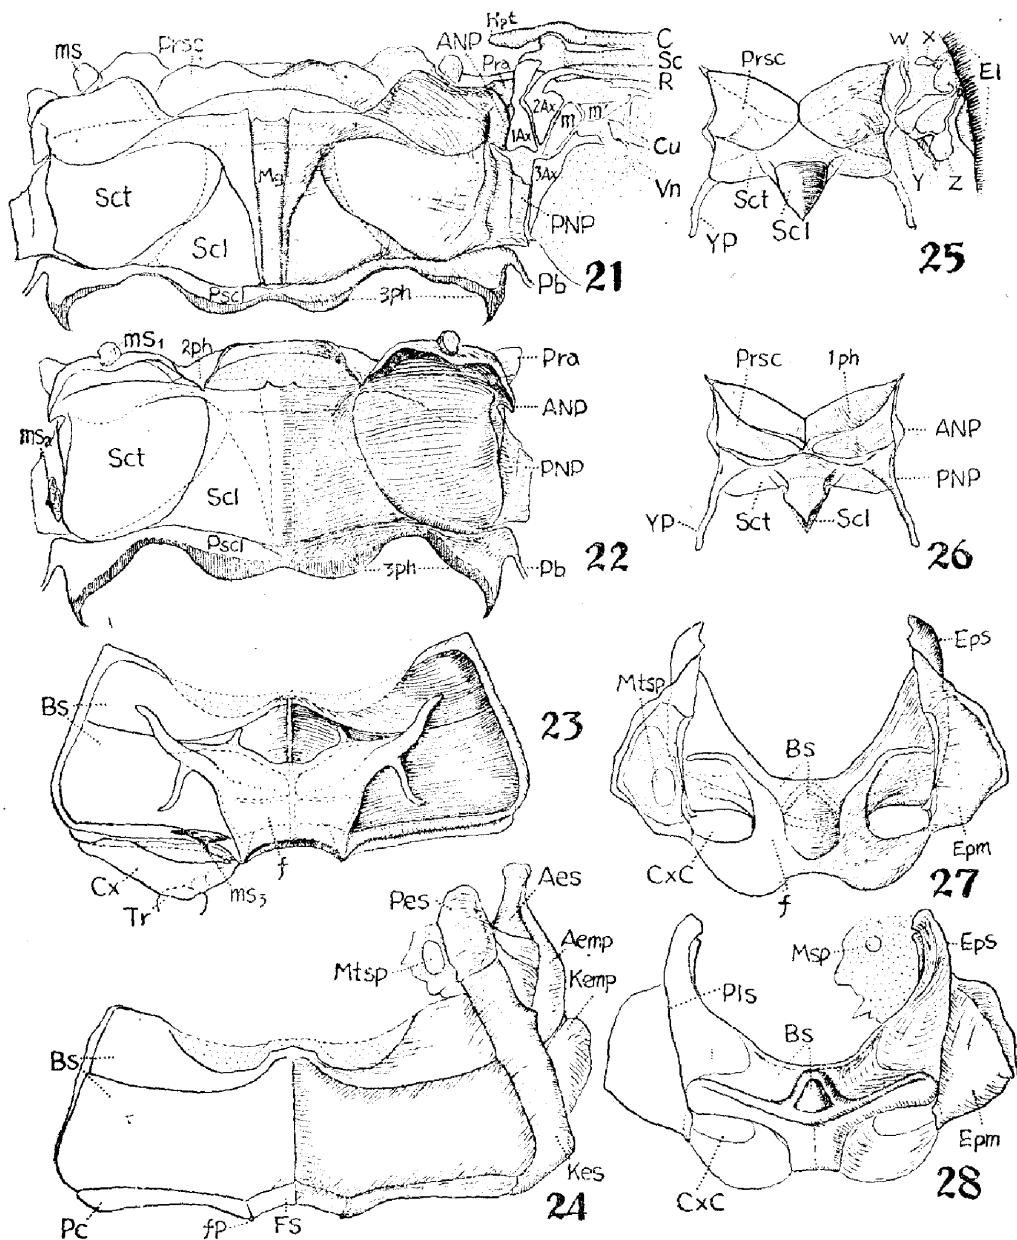 Hpt
ms
Prsc
ANP
Pra
C
Sc
R
2Ax
m
m
1Ax
Cu
3Ax
Mg
Vn
Sct
Scl
PNP
Pscl
3ph
Pb
21
W
X
El
Prsc
Sct
Scl
YP
Y
Z
25
ms1
2ph
Pra
ANP
ms2
Sct
PNP
Scl
Pscl
3ph
Pb
22
Prsc
1ph
ANP
PNP
YP
Sct
Scl
26
Bs
23
Cx
Tr
ms3
f
Eps
Mtsp
Bs
CxC
f
Epm
27
Aes
Pes
Aemp
Mtsp
Kemp
Bs
Kes
Pc
fP
FS
24
Msp
Eps
Pls
Bs
Epm
CxC
28